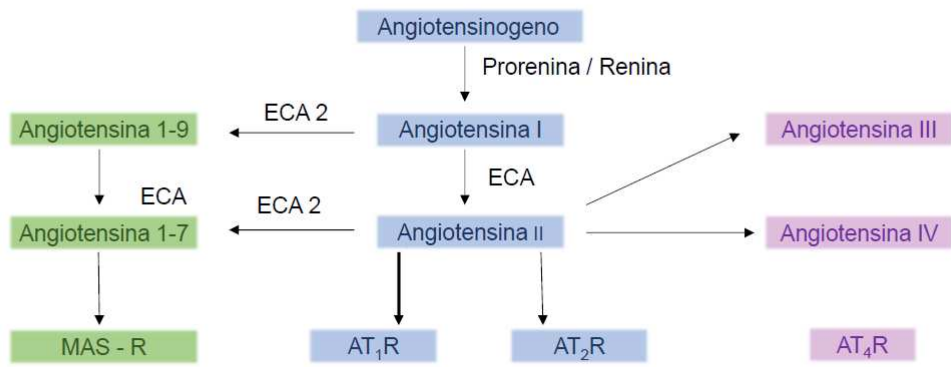 Angiotensinogeno
Prorenina / Renina
ECA 2
Angiotensina 1-9
Angiotensina I
Angiotensina III
ECA
ECA
ECA 2
Angiotensina 1-7
Angiotensina II
Angiotensina IV
MAS - R
AT₁R
AT₂R
AT₄R